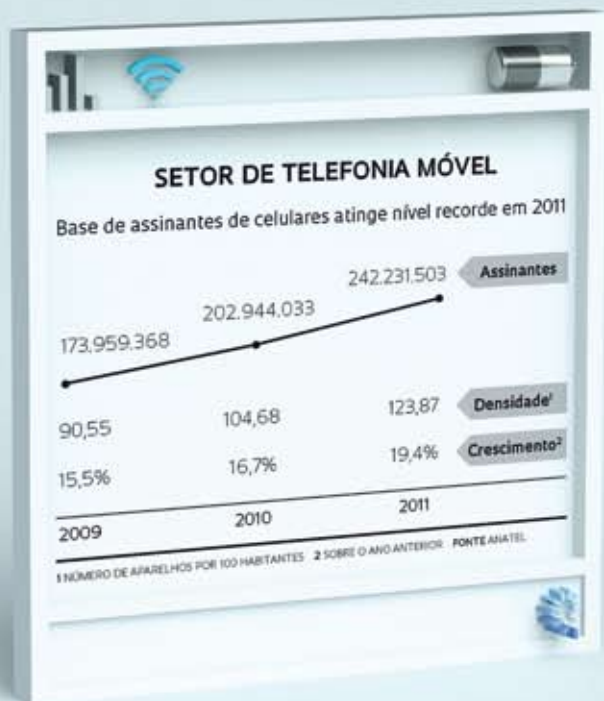 SETOR DE TELEFONIA MÓVEL
Base de assinantes de celulares atinge nível recorde em 2011
173.959.368 202.944.033 242.231.503 Assinantes
90,55 104,68 123,87 Densidade¹
15,5% 16,7% 19,4% Crescimento²
2009 2010 2011
1 NÚMERO DE APARELHOS POR 100 HABITANTES 2 SOBRE O ANO ANTERIOR FONTE ANATEL